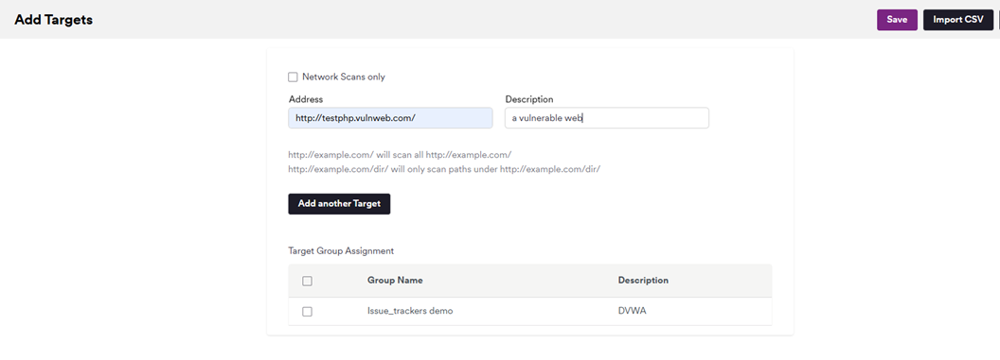 Add Targets
Save
Import CSV
Network Scans only
Address
Description
http://testphp.vulnweb.com/
a vulnerable web
http://example.com/ will scan all http://example.com/
http://example.com/dir/ will only scan paths under http://example.com/dir/
Add another Target
Target Group Assignment
Group Name
Description
Issue_trackers demo
DVWA